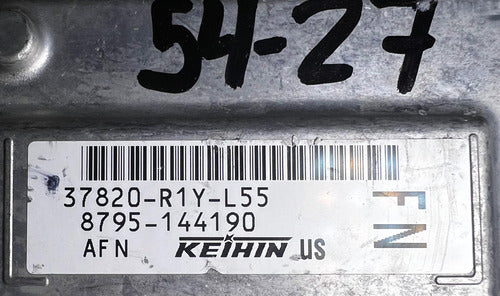 54-27
37820-R1Y-L55
8795-144190
AFN KEIHIN US
FN